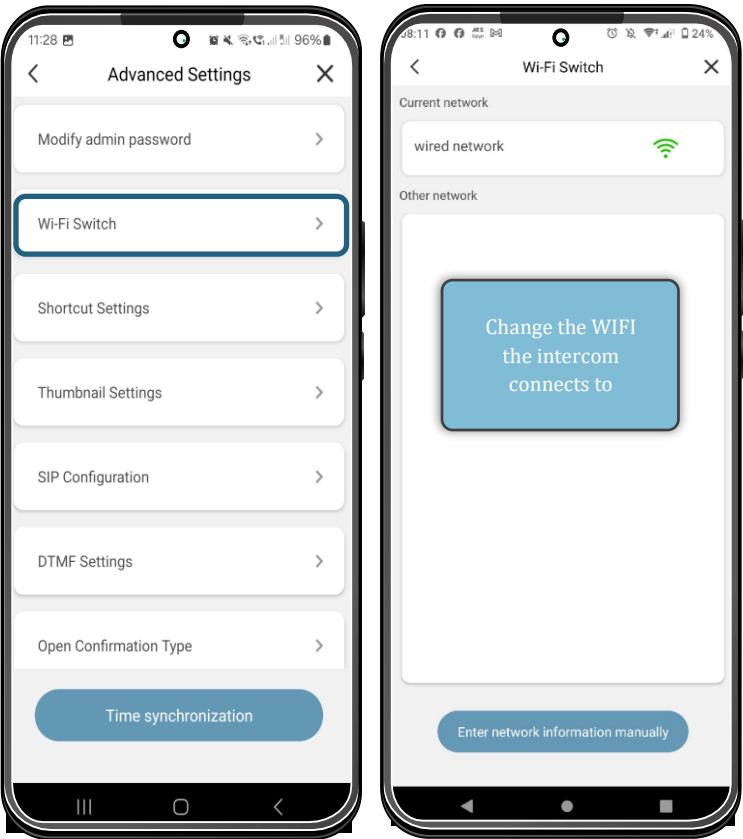 11:28
96%
Advanced Settings
Modify admin password
Wi-Fi Switch
Shortcut Settings
Thumbnail Settings
SIP Configuration
DTMF Settings
Open Confirmation Type
Time synchronization
08:11
24%
Wi-Fi Switch
Current network
wired network
Other network
Change the WIFI
the intercom
connects to
Enter network information manually